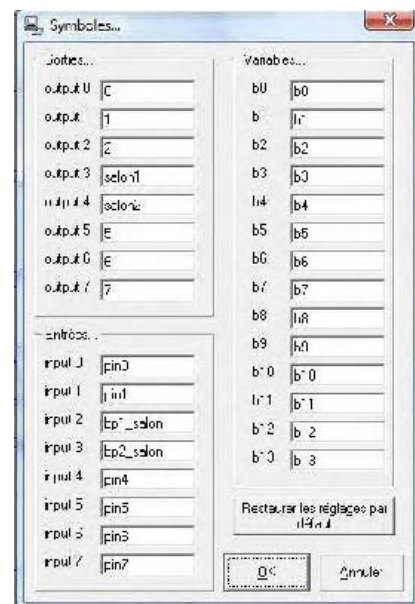 Symboles...
Sorties...
output 0 0
output 1
output 2 2
output 3 salon1
output 4 salon2
output 5 5
output 6 6
output 7 7
Entrées...
input 0 pin0
input 1 pin1
input 2 bp1_salon
input 3 bp2_salon
input 4 pin4
input 5 pin5
input 6 pin6
input 7 pin7
Variables...
b0 b0
b1 b1
b2 b2
b3 b3
b4 b4
b5 b5
b6 b6
b7 b7
b8 b8
b9 b9
b10 b10
b11 b11
b12 b12
b13 b13
Restaurer les réglages par
défaut
OK
Annuler